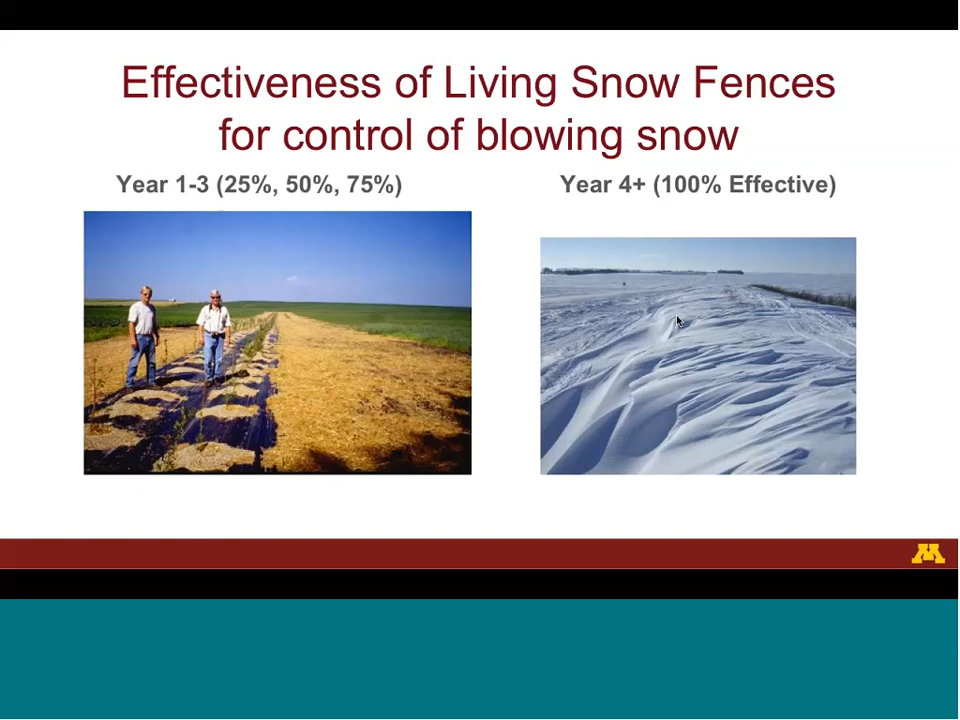 Effectiveness of Living Snow Fences
for control of blowing snow
Year 1-3 (25%, 50%, 75%)
Year 4+ (100% Effective)
M